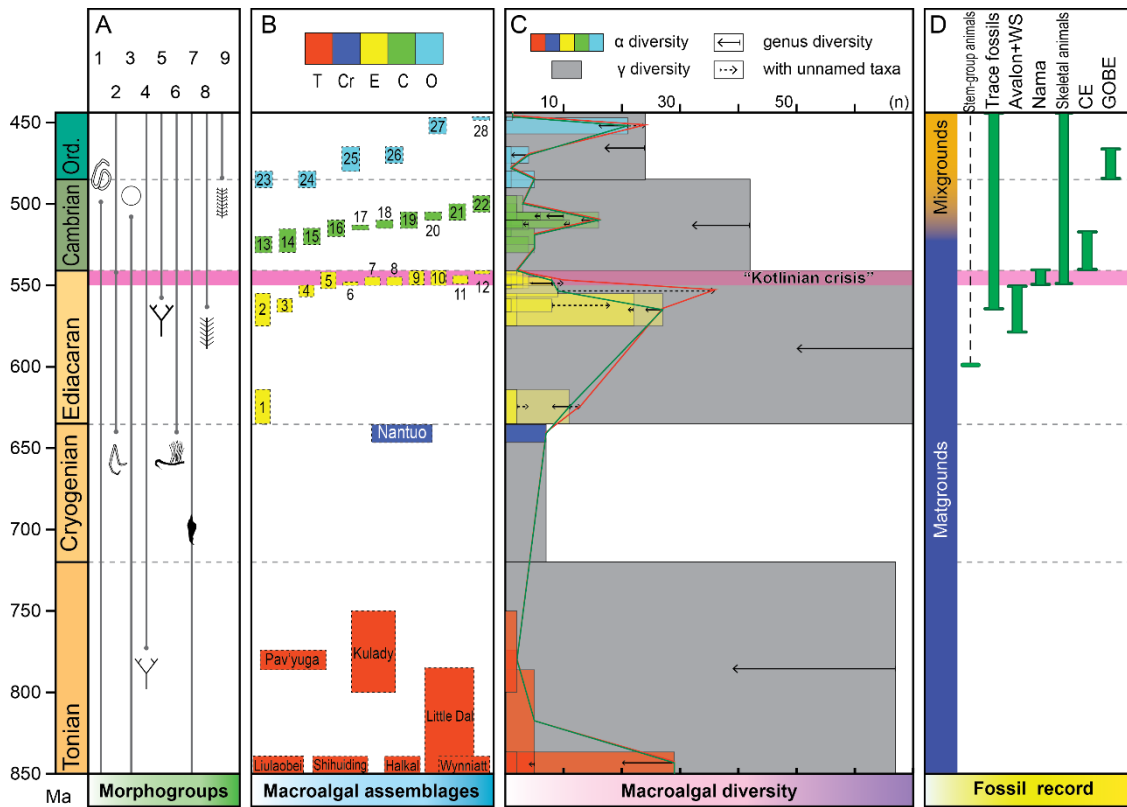 A
1 3 5 7 9
2 4 6 8
B
T Cr E C O
C
α diversity
genus diversity
γ diversity
with unnamed taxa
10 30 50 (n)
D
Stem-group animals
Trace fossils
Avalon+WS
Nama
Skeletal animals
CE
GOBE
450
500
550
600
650
700
750
800
850
Ma
Ord.
Cambrian
Ediacaran
Cryogenian
Tonian
27
28
25
26
23
24
22
21
20
19
18
17
16
15
14
13
12
11
10
9
8
7
6
5
4
3
2
1
Nantuo
Pav'yuga
Kulady
Little Dal
Liulaobei
Shihuiding
Halkal
Wynniatt
"Kotlinian crisis"
Mixgrounds
Matgrounds
Morphogroups
Macroalgal assemblages
Macroalgal diversity
Fossil record